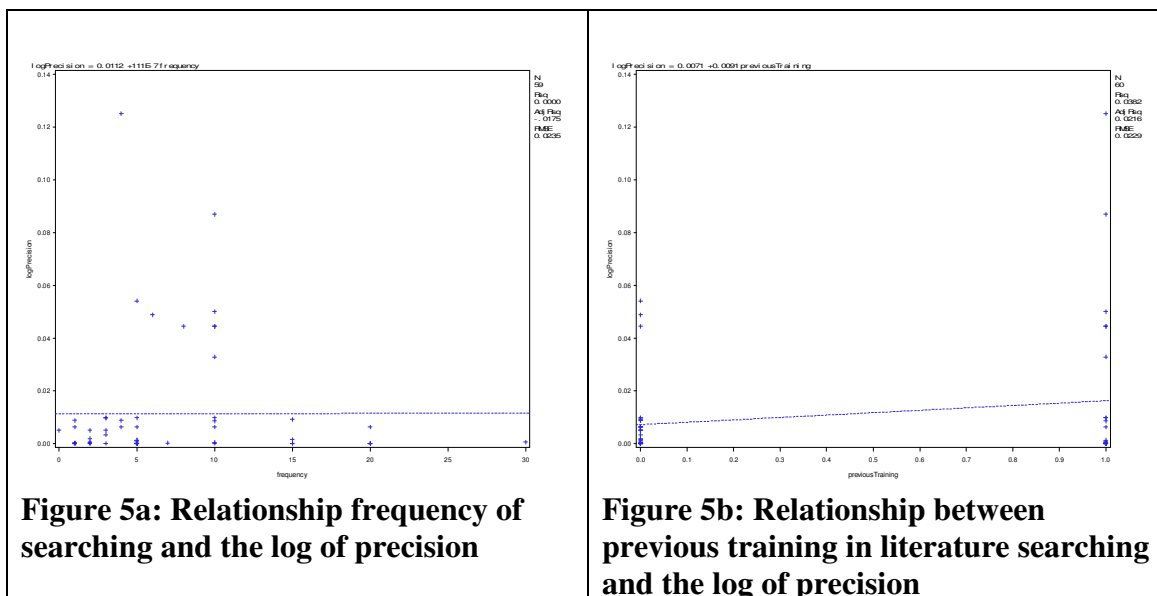 logPrecision = 0.0112 +111E-7 frequency
0.14
0.12
0.10
0.08
0.06
0.04
0.02
0.00
logPrecision
0
5
10
15
20
25
30
frequency
N
59
Rsq
0.0000
Adj Rsq
-.0175
RMSE
0.0235
Figure 5a: Relationship frequency of
searching and the log of precision
logPrecision = 0.0071 +0.0091 previousTraining
0.14
0.12
0.10
0.08
0.06
0.04
0.02
0.00
logPrecision
0.0
0.1
0.2
0.3
0.4
0.5
0.6
0.7
0.8
0.9
1.0
previousTraining
N
60
Rsq
0.0382
Adj Rsq
0.0216
RMSE
0.0229
Figure 5b: Relationship between
previous training in literature searching
and the log of precision